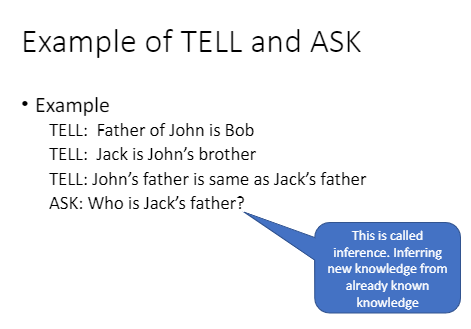 Example of TELL and ASK
• Example
TELL:  Father of John is Bob
TELL:  Jack is John’s brother
TELL: John’s father is same as Jack’s father
ASK: Who is Jack’s father?
This is called
inference. Inferring
new knowledge from
already known
knowledge